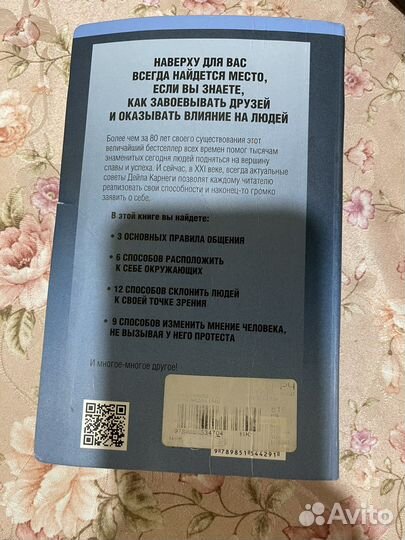 НАВЕРХУ ДЛЯ ВАС
ВСЕГДА НАЙДЕТСЯ МЕСТО,
ЕСЛИ ВЫ ЗНАЕТЕ,
КАК ЗАВОЕВЫВАТЬ ДРУЗЕЙ
И ОКАЗЫВАТЬ ВЛИЯНИЕ НА ЛЮДЕЙ
Более чем за 80 лет своего существования этот
величайший бестселлер всех времен помог тысячам
знаменитых сегодня людей подняться на вершину
славы и успеха. И сейчас, в XXI веке, всегда актуальные
советы Дейла Карнеги позволят каждому читателю
реализовать свои способности и наконец-то громко
заявить о себе.
В этой книге вы найдете:
• 3 ОСНОВНЫХ ПРАВИЛА ОБЩЕНИЯ
• 6 СПОСОБОВ РАСПОЛОЖИТЬ
К СЕБЕ ОКРУЖАЮЩИХ
• 12 СПОСОБОВ СКЛОНИТЬ ЛЮДЕЙ
К СВОЕЙ ТОЧКЕ ЗРЕНИЯ
• 9 СПОСОБОВ ИЗМЕНИТЬ МНЕНИЕ ЧЕЛОВЕКА,
НЕ ВЫЗЫВАЯ У НЕГО ПРОТЕСТА
И многое-многое другое!
9 789851 544291
Avito